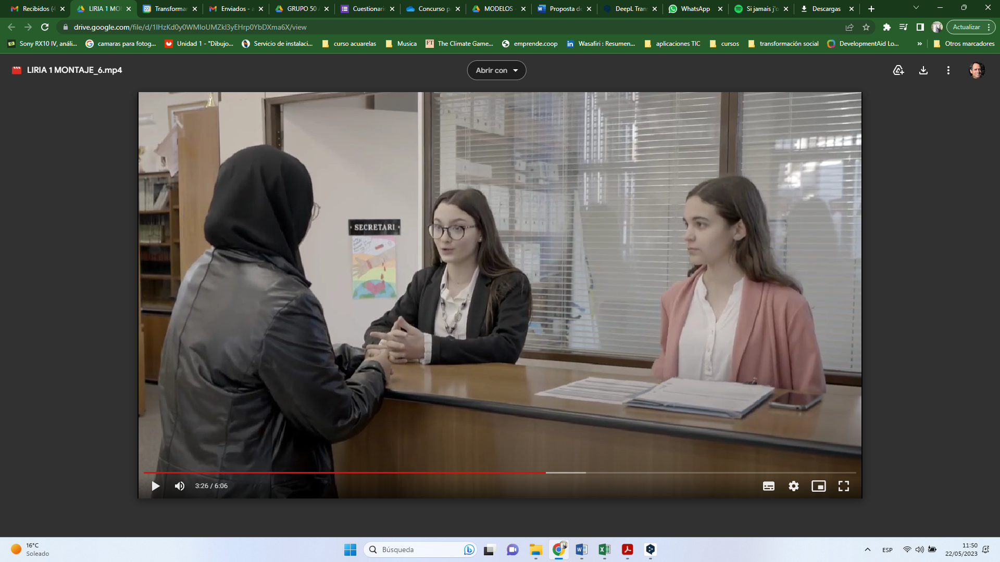 Recibidos (4
LIRIA 1 MO
Transforma
Enviados - a
GRUPO 50
Cuestionari
Concurso p
MODELOS
Proposta de
DeepL Tran
WhatsApp
Si jamais j'o
Descargas
drive.google.com/file/d/1IHzKd0y0WMloUMZkI3yEHrp0YbDXma6X/view
Actualizar
Sony RX10 IV, análi...
camaras para fotog...
Unidad 1 - "Dibujo...
Servicio de instalaci...
curso acuarelas
Musica
FT
The Climate Game...
emprende.coop
in
Wasafiri : Resumen...
aplicaciones TIC
cursos
transformación social
DevelopmentAid Lo...
»
Otros marcadores
LIRIA 1 MONTAJE_6.mp4
Abrir con
SECRETARI
3:26 / 6:06
16°C
Soleado
Búsqueda
ESP
11:50
22/05/2023